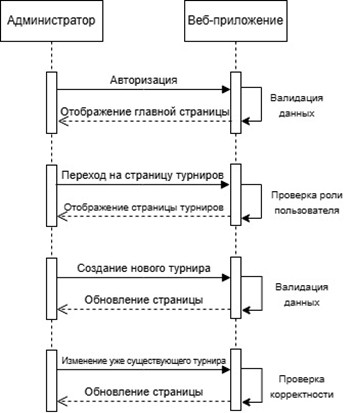 Администратор
Веб-приложение
Авторизация
Валидация
данных
Отображение главной страницы
Переход на страницу турниров
Проверка роли
пользователя
Отображение страницы турниров
Создание нового турнира
Валидация
данных
Обновление страницы
Изменение уже существующего турнира
Проверка
корректности
Обновление страницы